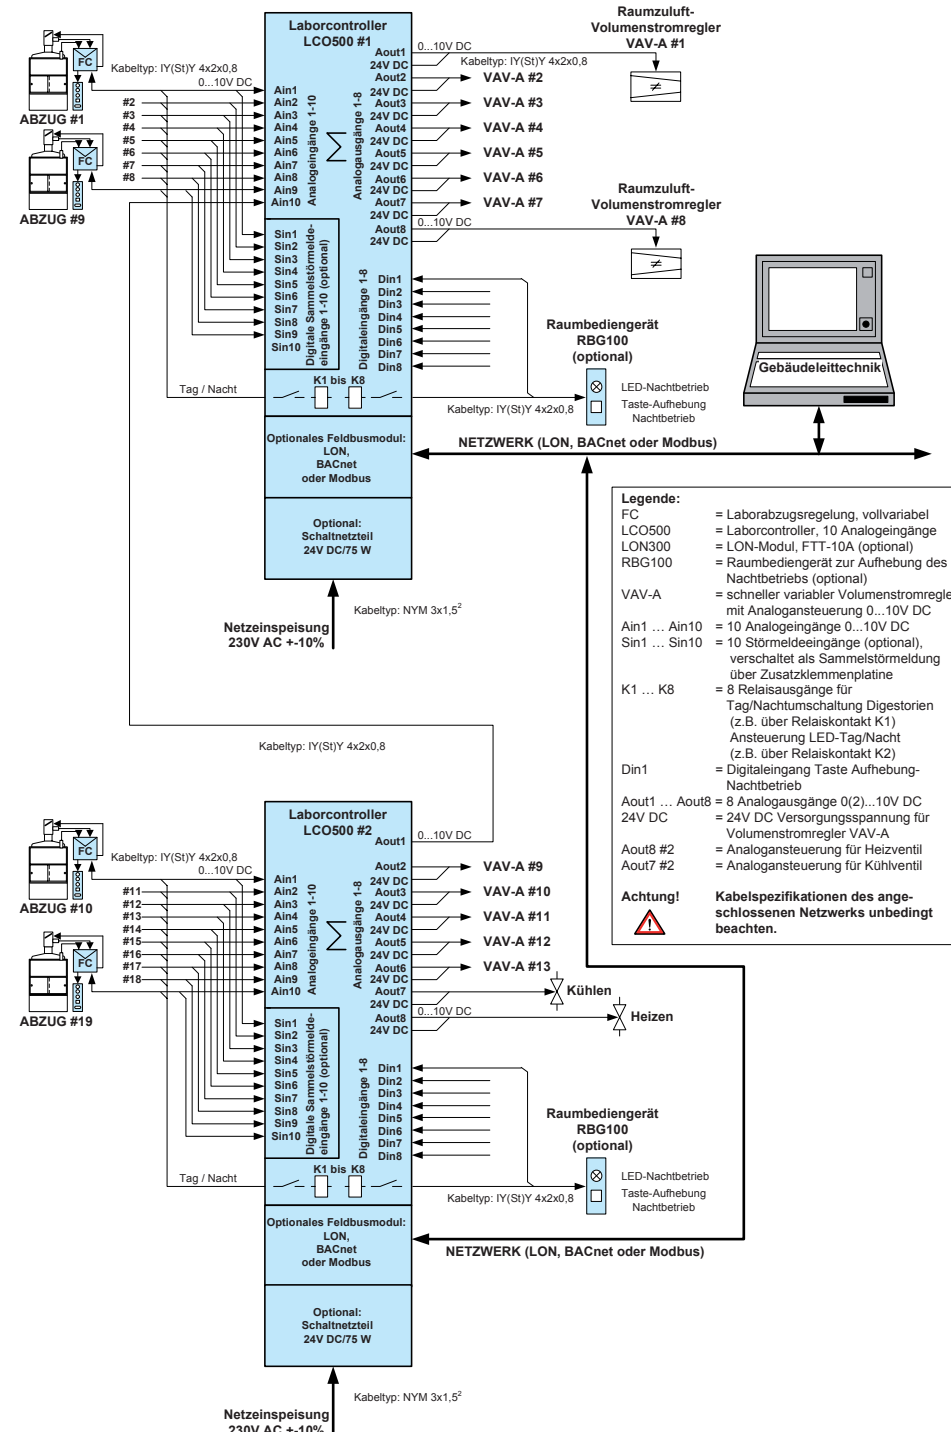 Laborcontroller
LCO500 #1
Raumzuluft-
Volumenstromregler
VAV-A #1
FC
Kabeltyp: IY(St)Y 4x2x0,8
0...10V DC
ABZUG #1
#2
#3
#4
#5
#6
#7
#8
FC
ABZUG #9
Ain1
Ain2
Ain3
Ain4
Ain5
Ain6
Ain7
Ain8
Ain9
Ain10
Analogeingänge 1-10
Σ
Analogausgänge 1-8
Aout1
24V DC
Aout2
24V DC
Aout3
24V DC
Aout4
24V DC
Aout5
24V DC
Aout6
24V DC
Aout7
24V DC
Aout8
24V DC
0...10V DC
Kabeltyp: IY(St)Y 4x2x0,8
VAV-A #2
VAV-A #3
VAV-A #4
VAV-A #5
VAV-A #6
VAV-A #7
0...10V DC
≠
Raumzuluft-
Volumenstromregler
VAV-A #8
≠
Sin1
Sin2
Sin3
Sin4
Sin5
Sin6
Sin7
Sin8
Sin9
Sin10
Digitale Sammelstörmelde-
eingänge 1-10 (optional)
Digitaleingänge 1-8
Din1
Din2
Din3
Din4
Din5
Din6
Din7
Din8
Tag / Nacht
K1 bis K8
Kabeltyp: IY(St)Y 4x2x0,8
Raumbediengerät
RBG100
(optional)
LED-Nachtbetrieb
Taste-Aufhebung
Nachtbetrieb
Gebäudeleittechnik
Optionales Feldbusmodul:
LON,
BACnet
oder Modbus
NETZWERK (LON, BACnet oder Modbus)
Optional:
Schaltnetzteil
24V DC/75 W
Kabeltyp: NYM 3x1,5²
Netzeinspeisung
230V AC +-10%
Legende:
FC = Laborabzugsregelung, vollvariabel
LCO500 = Laborcontroller, 10 Analogeingänge
LON300 = LON-Modul, FTT-10A (optional)
RBG100 = Raumbediengerät zur Aufhebung des
Nachtbetriebs (optional)
VAV-A = schneller variabler Volumenstromregle
mit Analogansteuerung 0...10V DC
Ain1 ... Ain10 = 10 Analogeingänge 0...10V DC
Sin1 ... Sin10 = 10 Störmeldeeingänge (optional),
verschaltet als Sammelstörmeldung
über Zusatzklemmenplatine
K1 ... K8 = 8 Relaisausgänge für
Tag/Nachtumschaltung Digestorien
(z.B. über Relaiskontakt K1)
Ansteuerung LED-Tag/Nacht
(z.B. über Relaiskontakt K2)
Din1 = Digitaleingang Taste Aufhebung-
Nachtbetrieb
Aout1 ... Aout8 = 8 Analogausgänge 0(2)...10V DC
24V DC = 24V DC Versorgungsspannung für
Volumenstromregler VAV-A
Aout8 #2 = Analogansteuerung für Heizventil
Aout7 #2 = Analogansteuerung für Kühlventil
Achtung! Kabelspezifikationen des ange-
schlossenen Netzwerks unbedingt
beachten.
Kabeltyp: IY(St)Y 4x2x0,8
Laborcontroller
LCO500 #2
FC
Kabeltyp: IY(St)Y 4x2x0,8
0...10V DC
ABZUG #10
#11
#12
#13
#14
#15
#16
#17
#18
FC
ABZUG #19
Ain1
Ain2
Ain3
Ain4
Ain5
Ain6
Ain7
Ain8
Ain9
Ain10
Analogeingänge 1-10
Σ
Analogausgänge 1-8
Aout1
Aout2
24V DC
Aout3
24V DC
Aout4
24V DC
Aout5
24V DC
Aout6
24V DC
Aout7
24V DC
Aout8
24V DC
0...10V DC
VAV-A #9
VAV-A #10
VAV-A #11
VAV-A #12
VAV-A #13
Kühlen
0...10V DC
Heizen
Sin1
Sin2
Sin3
Sin4
Sin5
Sin6
Sin7
Sin8
Sin9
Sin10
Digitale Sammelstörmelde-
eingänge 1-10 (optional)
Digitaleingänge 1-8
Din1
Din2
Din3
Din4
Din5
Din6
Din7
Din8
Tag / Nacht
K1 bis K8
Kabeltyp: IY(St)Y 4x2x0,8
Raumbediengerät
RBG100
(optional)
LED-Nachtbetrieb
Taste-Aufhebung
Nachtbetrieb
Optionales Feldbusmodul:
LON,
BACnet
oder Modbus
NETZWERK (LON, BACnet oder Modbus)
Optional:
Schaltnetzteil
24V DC/75 W
Kabeltyp: NYM 3x1,5²
Netzeinspeisung
230V AC +-10%